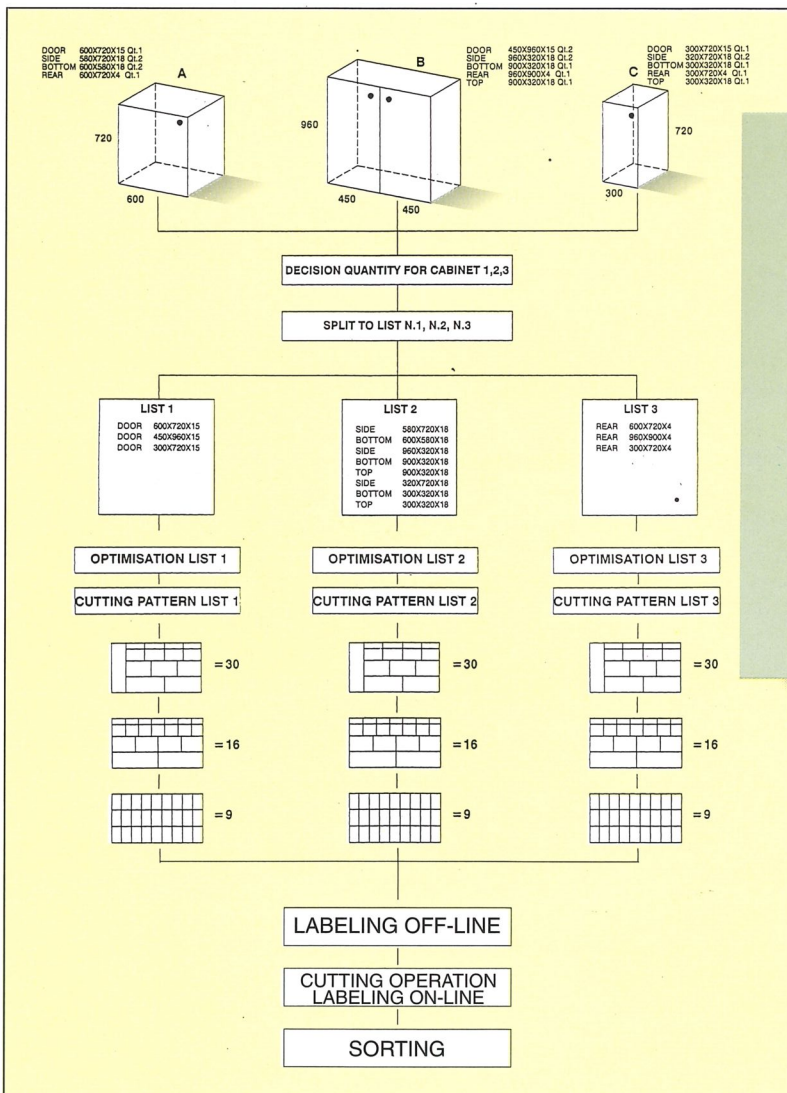 DOOR 600X720X15 Qt.1
SIDE 580X720X18 Qt.2
BOTTOM 600X580X18 Qt.2
REAR 600X720X4 Qt.1
A
720
600
B
DOOR 450X960X15 Qt.2
SIDE 960X320X18 Qt.2
BOTTOM 900X320X18 Qt.1
REAR 960X900X4 Qt.1
TOP 900X320X18 Qt.1
960
450
450
DOOR 300X720X15 Qt.1
SIDE 320X720X18 Qt.2
BOTTOM 300X320X18 Qt.1
REAR 300X720X4 Qt.1
TOP 300X320X18 Qt.1
C
720
300
DECISION QUANTITY FOR CABINET 1,2,3
SPLIT TO LIST N.1, N.2, N.3
LIST 1
DOOR 600X720X15
DOOR 450X960X15
DOOR 300X720X15
LIST 2
SIDE 580X720X18
BOTTOM 600X580X18
SIDE 960X320X18
BOTTOM 900X320X18
TOP 900X320X18
SIDE 320X720X18
BOTTOM 300X320X18
TOP 300X320X18
LIST 3
REAR 600X720X4
REAR 960X900X4
REAR 300X720X4
OPTIMISATION LIST 1
OPTIMISATION LIST 2
OPTIMISATION LIST 3
CUTTING PATTERN LIST 1
CUTTING PATTERN LIST 2
CUTTING PATTERN LIST 3
= 30
= 30
= 30
= 16
= 16
= 16
= 9
= 9
= 9
LABELING OFF-LINE
CUTTING OPERATION
LABELING ON-LINE
SORTING